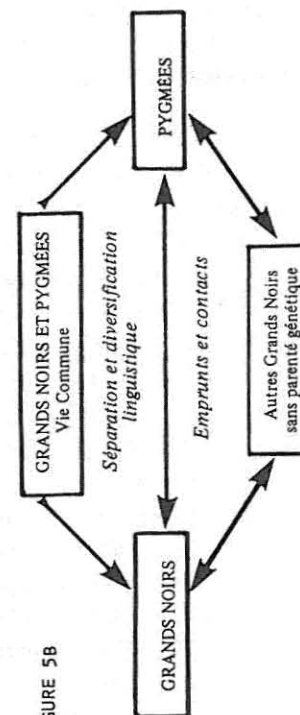 GRANDS NOIRS ET PYGMÉES
Vie Commune
Séparation et diversification
linguistique
GRANDS NOIRS
PYGMÉES
Emprunts et contacts
Autres Grands Noirs
sans parenté génétique
GURE 5B